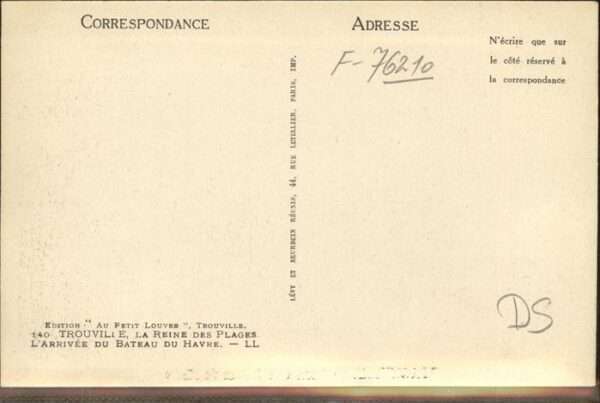 CORRESPONDANCE
ADRESSE
N'écrire que sur
le côté réservé à
la correspondance
F-76210
LÉVY ET NEURDEIN RÉUNIS, 44, RUE LETELLIER, PARIS, IMP.
DS
EDITION " AU PETIT LOUVRE ", TROUVILLE.
140 TROUVILLE, LA REINE DES PLAGES.
L'ARRIVÉE DU BATEAU DU HAVRE. — LL